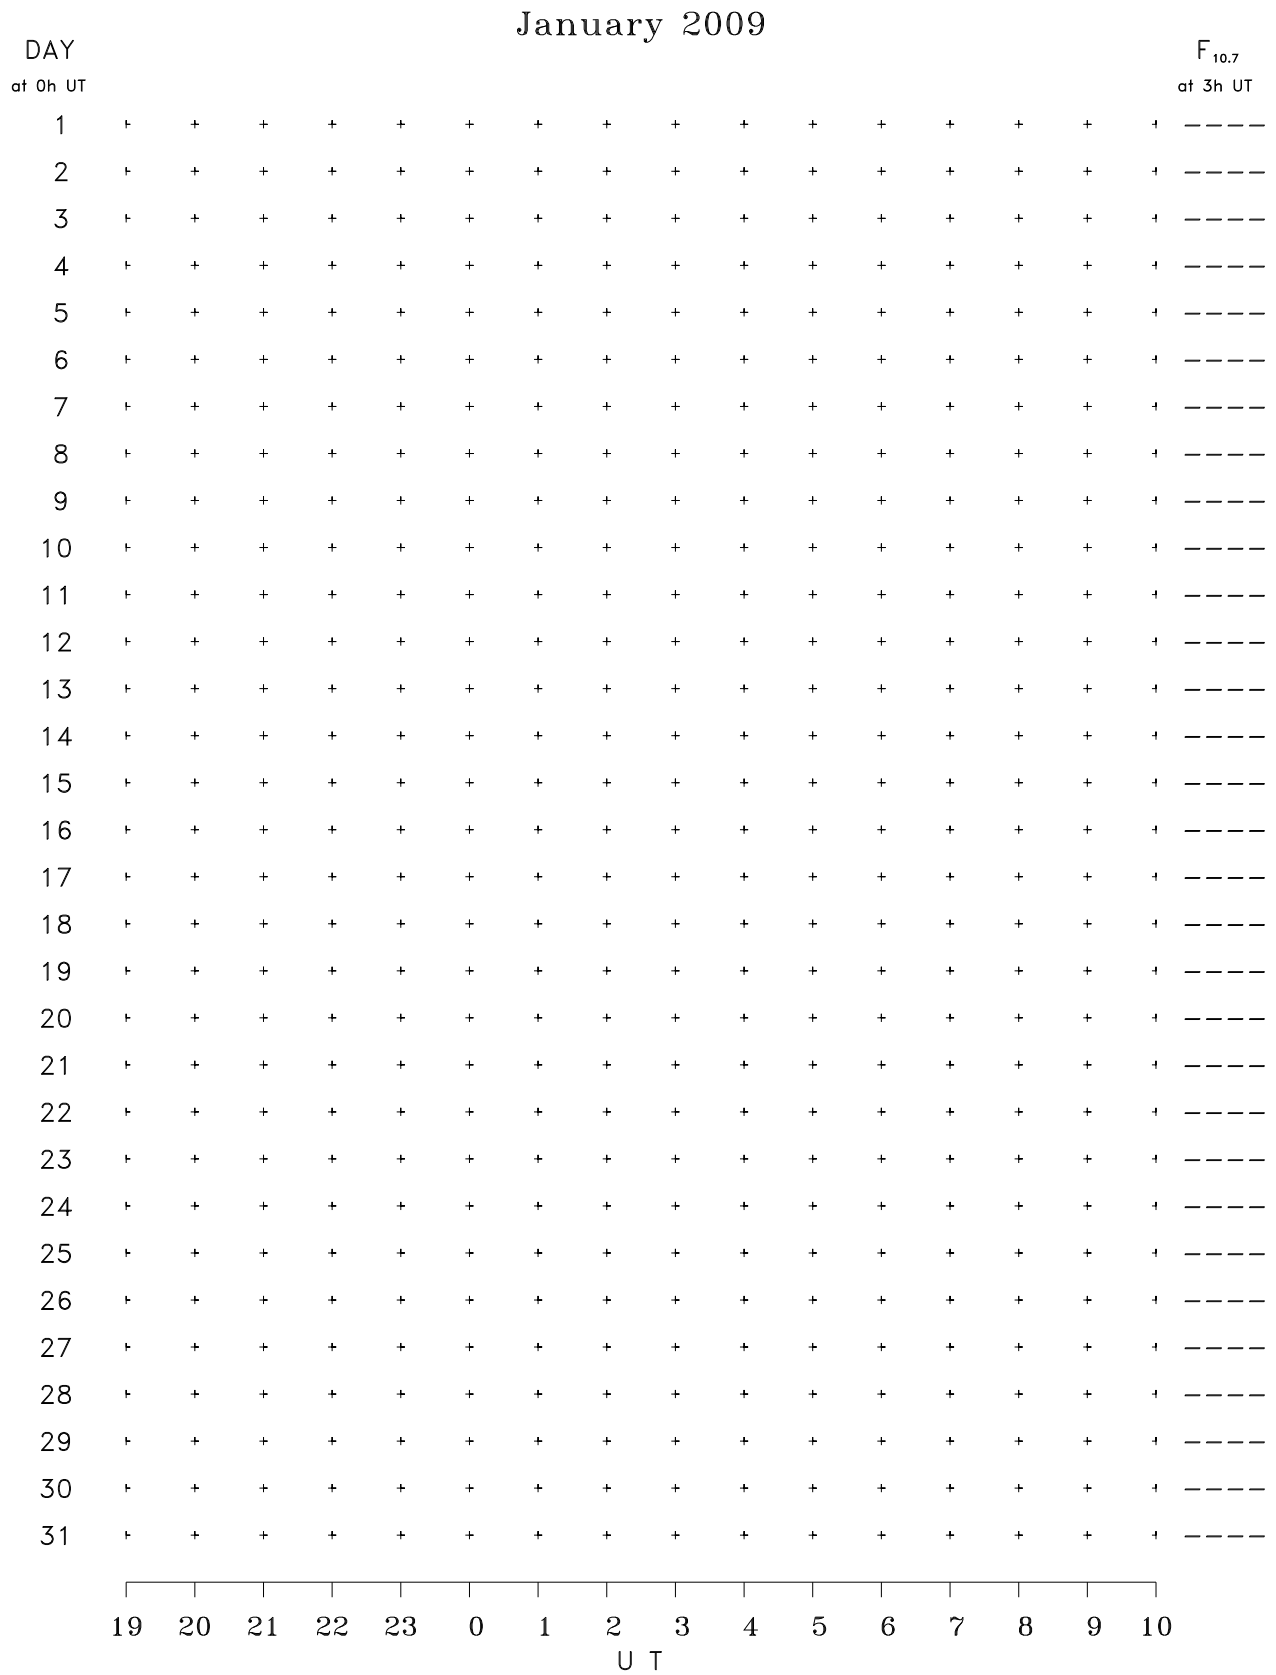 January 2009
DAY F10.7
at 0h UT at 3h UT
1 + + + + + + + + + + + + + + + + ————
2 + + + + + + + + + + + + + + + + ————
3 + + + + + + + + + + + + + + + + ————
4 + + + + + + + + + + + + + + + + ————
5 + + + + + + + + + + + + + + + + ————
6 + + + + + + + + + + + + + + + + ————
7 + + + + + + + + + + + + + + + + ————
8 + + + + + + + + + + + + + + + + ————
9 + + + + + + + + + + + + + + + + ————
10 + + + + + + + + + + + + + + + + ————
11 + + + + + + + + + + + + + + + + ————
12 + + + + + + + + + + + + + + + + ————
13 + + + + + + + + + + + + + + + + ————
14 + + + + + + + + + + + + + + + + ————
15 + + + + + + + + + + + + + + + + ————
16 + + + + + + + + + + + + + + + + ————
17 + + + + + + + + + + + + + + + + ————
18 + + + + + + + + + + + + + + + + ————
19 + + + + + + + + + + + + + + + + ————
20 + + + + + + + + + + + + + + + + ————
21 + + + + + + + + + + + + + + + + ————
22 + + + + + + + + + + + + + + + + ————
23 + + + + + + + + + + + + + + + + ————
24 + + + + + + + + + + + + + + + + ————
25 + + + + + + + + + + + + + + + + ————
26 + + + + + + + + + + + + + + + + ————
27 + + + + + + + + + + + + + + + + ————
28 + + + + + + + + + + + + + + + + ————
29 + + + + + + + + + + + + + + + + ————
30 + + + + + + + + + + + + + + + + ————
31 + + + + + + + + + + + + + + + + ————
19 20 21 22 23 0 1 2 3 4 5 6 7 8 9 10
U T